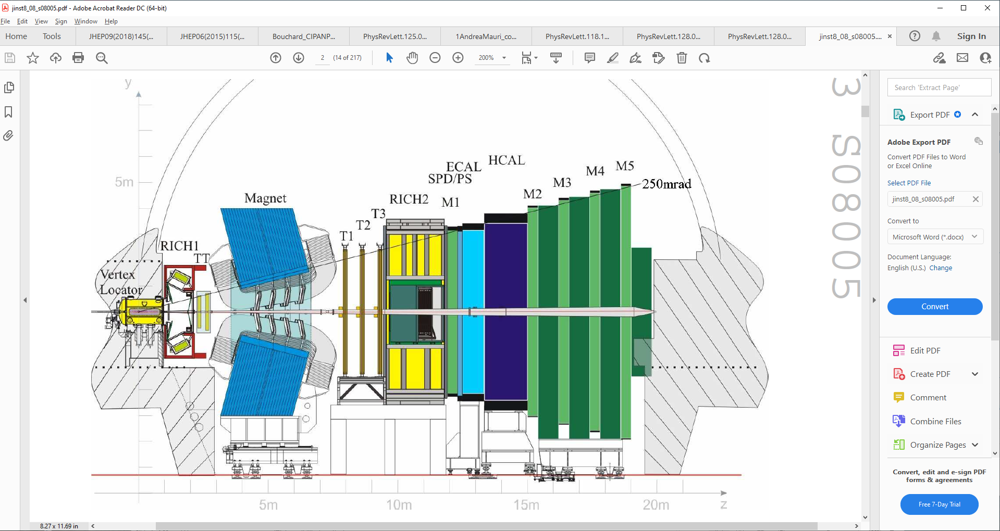 jinst8_08_s08005.pdf - Adobe Acrobat Reader DC (64-bit)
File Edit View Sign Window Help
Home Tools JHEP09(2018)145(... JHEP06(2015)115(... Bouchard_CIPANP... PhysRevLett.125.0... 1AndreaMauri_co... PhysRevLett.118.1... PhysRevLett.128.0... PhysRevLett.128.0... jinst8_08_s08005.... Sign In
2 (14 of 217) 200%
y
5m
Vertex
Locator
RICH1
TT
Magnet
T1
T2
T3
RICH2
M1
SPD/PS
ECAL
HCAL
M2
M3
M4
M5
250mrad
5m 10m 15m 20m z
3 S08005
8.27 x 11.69 in
Search 'Extract Page'
Export PDF
Adobe Export PDF
Convert PDF Files to Word
or Excel Online
Select PDF File
jinst8_08_s08005.pdf
Convert to
Microsoft Word (*.docx)
Document Language:
English (U.S.) Change
Convert
Edit PDF
Create PDF
Comment
Combine Files
Organize Pages
Convert, edit and e-sign PDF
forms & agreements
Free 7-Day Trial